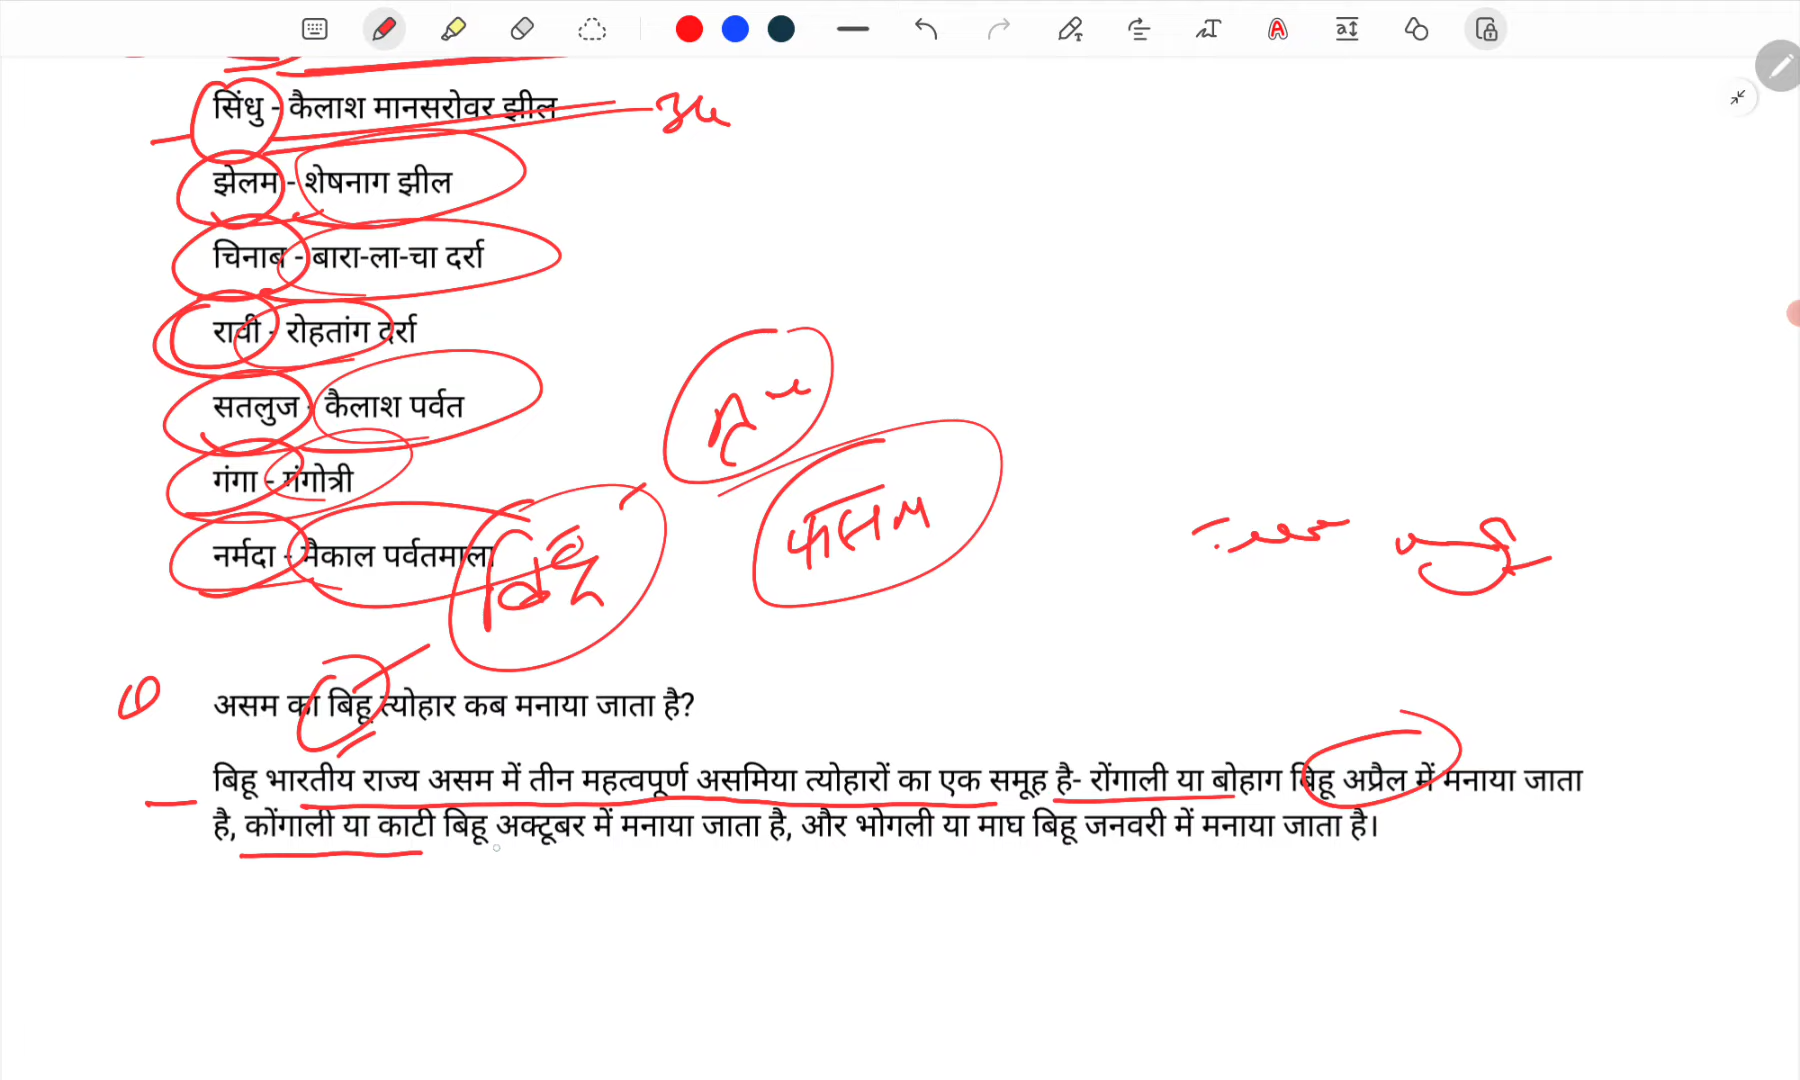 सिंधु - कैलाश मानसरोवर झील
झेलम - शेषनाग झील
चिनाब - बारा-ला-चा दर्रा
रावी - रोहतांग दर्रा
सतलुज - कैलाश पर्वत
गंगा - गंगोत्री
नर्मदा - मैकाल पर्वतमाला
बिहू
असम का बिहू त्योहार कब मनाया जाता है?
बिहू भारतीय राज्य असम में तीन महत्वपूर्ण असमिया त्योहारों का एक समूह है- रोंगाली या बोहाग बिहू अप्रैल में मनाया जाता
है, कोंगाली या काटी बिहू अक्टूबर में मनाया जाता है, और भोगली या माघ बिहू जनवरी में मनाया जाता है।